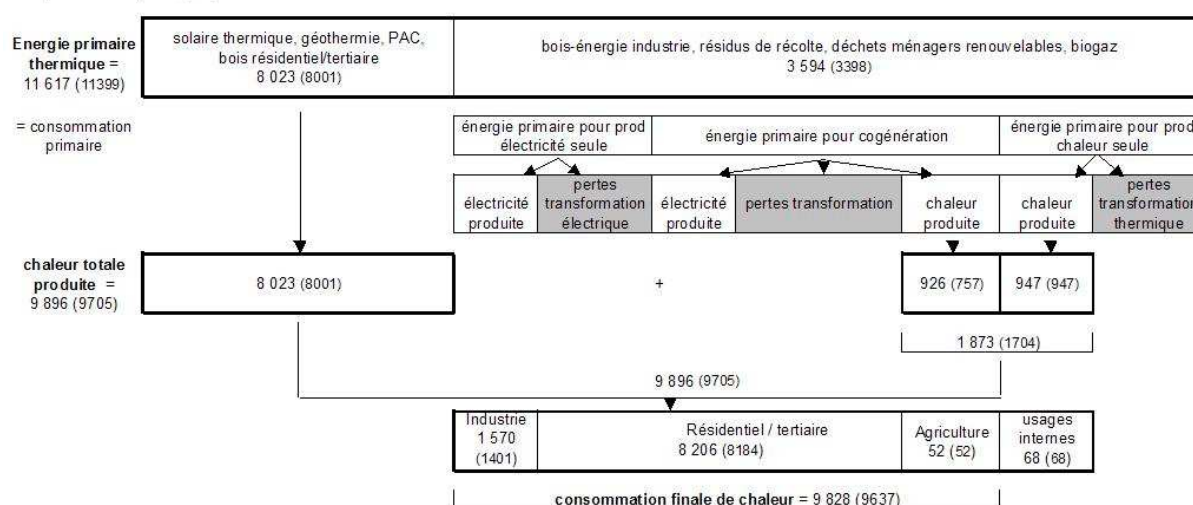 Energie primaire
thermique =
11 617 (11399)
solaire thermique, géothermie, PAC,
bois résidentiel/tertiaire
8 023 (8001)
bois-énergie industrie, résidus de récolte, déchets ménagers renouvelables, biogaz
3 594 (3398)
= consommation
primaire
énergie primaire pour prod
électricité seule
énergie primaire pour cogénération
énergie primaire pour prod
chaleur seule
électricité
produite
pertes
transformation
électrique
électricité
produite
pertes transformation
chaleur
produite
chaleur
produite
pertes
transformation
thermique
chaleur totale
produite =
9 896 (9705)
8 023 (8001)
+
926 (757)
947 (947)
1 873 (1704)
9 896 (9705)
Industrie
1 570
(1401)
Résidentiel / tertiaire
8 206 (8184)
Agriculture
52 (52)
usages
internes
68 (68)
consommation finale de chaleur = 9 828 (9637)